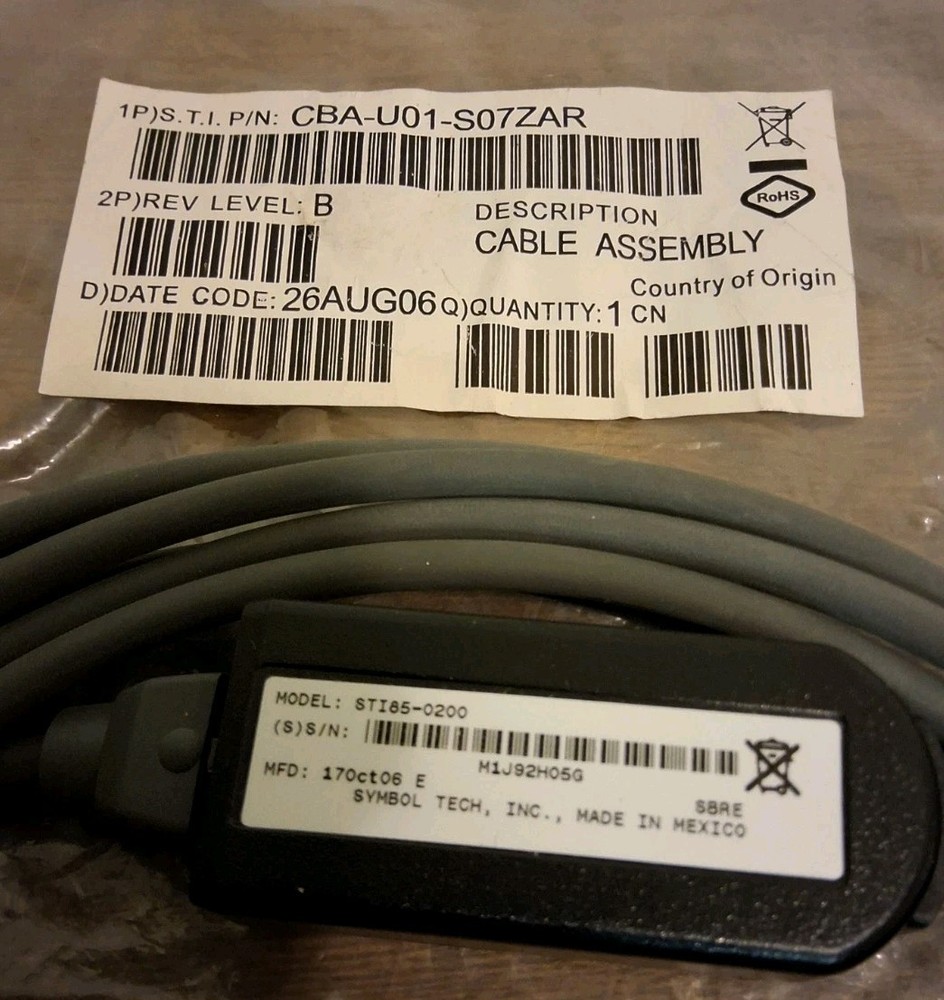 1P)S.T.I. P/N: CBA-U01-S07ZAR
2P)REV LEVEL: B
RoHS
DESCRIPTION
CABLE ASSEMBLY
Country of Origin
D)DATE CODE: 26AUG06 Q)QUANTITY: 1 CN
MODEL: STI85-0200
(S)S/N:
M1J92H05G
MFD: 17Oct06 E
SBRE
SYMBOL TECH, INC., MADE IN MEXICO